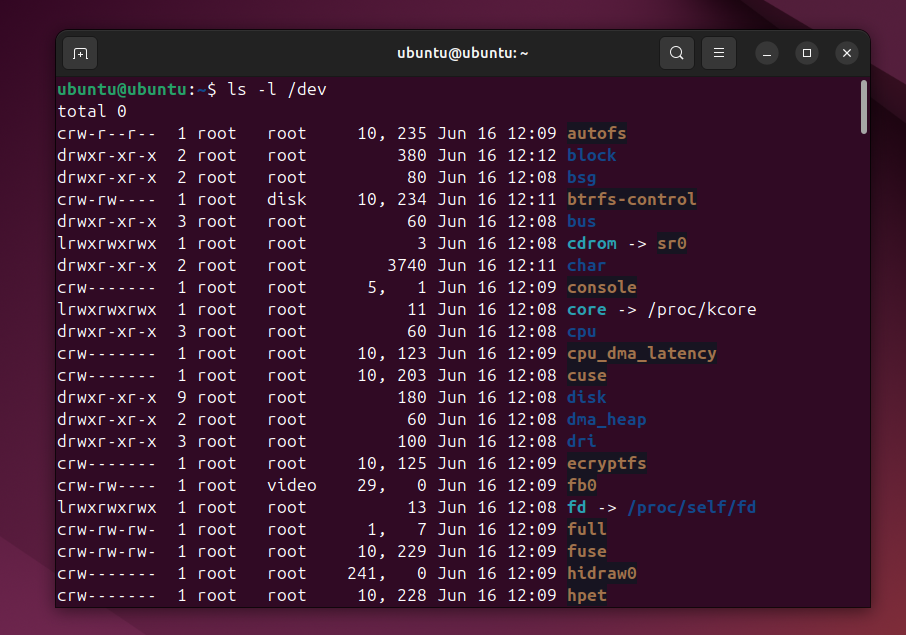 ubuntu@ubuntu: ~
ubuntu@ubuntu:~$ ls -l /dev
total 0
crw-r--r--  1 root   root     10, 235 Jun 16 12:09 autofs
drwxr-xr-x  2 root   root         380 Jun 16 12:12 block
drwxr-xr-x  2 root   root          80 Jun 16 12:08 bsg
crw-rw----  1 root   disk     10, 234 Jun 16 12:11 btrfs-control
drwxr-xr-x  3 root   root          60 Jun 16 12:08 bus
lrwxrwxrwx  1 root   root           3 Jun 16 12:08 cdrom -> sr0
drwxr-xr-x  2 root   root        3740 Jun 16 12:11 char
crw-------  1 root   root      5,   1 Jun 16 12:09 console
lrwxrwxrwx  1 root   root          11 Jun 16 12:08 core -> /proc/kcore
drwxr-xr-x  3 root   root          60 Jun 16 12:08 cpu
crw-------  1 root   root     10, 123 Jun 16 12:09 cpu_dma_latency
crw-------  1 root   root     10, 203 Jun 16 12:08 cuse
drwxr-xr-x  9 root   root         180 Jun 16 12:08 disk
drwxr-xr-x  2 root   root          60 Jun 16 12:08 dma_heap
drwxr-xr-x  3 root   root         100 Jun 16 12:08 dri
crw-------  1 root   root     10, 125 Jun 16 12:09 ecryptfs
crw-rw----  1 root   video    29,   0 Jun 16 12:09 fb0
lrwxrwxrwx  1 root   root          13 Jun 16 12:08 fd -> /proc/self/fd
crw-rw-rw-  1 root   root      1,   7 Jun 16 12:09 full
crw-rw-rw-  1 root   root     10, 229 Jun 16 12:09 fuse
crw-------  1 root   root    241,   0 Jun 16 12:09 hidraw0
crw-------  1 root   root     10, 228 Jun 16 12:09 hpet